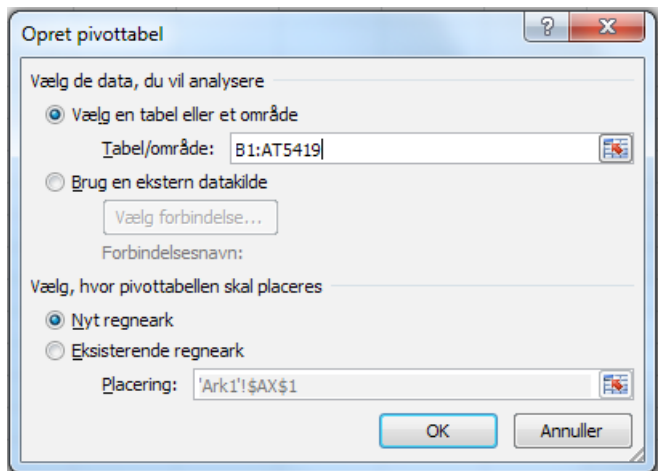 Opret pivottabel
Vælg de data, du vil analysere
Vælg en tabel eller et område
Tabel/område: B1:AT5419
Brug en ekstern datakilde
Vælg forbindelse...
Forbindelsesnavn:
Vælg, hvor pivottabellen skal placeres
Nyt regneark
Eksisterende regneark
Placering: 'Ark1'!$AX$1
OK Annuller